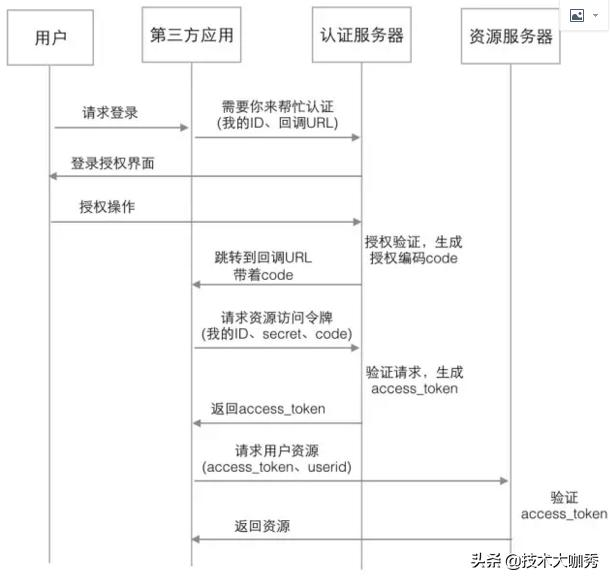 用户
第三方应用
认证服务器
资源服务器
请求登录
需要你来帮忙认证
(我的ID、回调URL)
登录授权界面
授权操作
授权验证，生成
授权编码code
跳转到回调URL
带着code
请求资源访问令牌
(我的ID、secret、code)
验证请求，生成
access_token
返回access_token
请求用户资源
(access_token、userid)
验证
access_token
返回资源
头条 @技术大咖秀